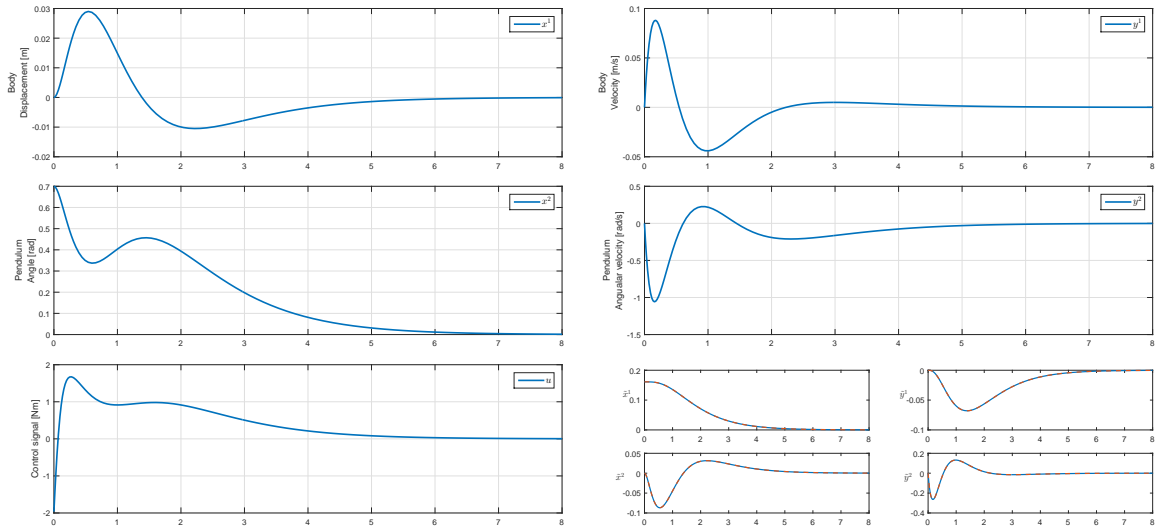 0.03
0.02
0.01
0
-0.01
-0.02
Body
Displacement [m]
x¹
0 1 2 3 4 5 6 7 8
0.1
0.05
0
-0.05
Body
Velocity [m/s]
y¹
0 1 2 3 4 5 6 7 8
0.7
0.6
0.5
0.4
0.3
0.2
0.1
0
Pendulum
Angle [rad]
x²
0 1 2 3 4 5 6 7 8
0.5
0
-0.5
-1
-1.5
Pendulum
Angualar velocity [rad/s]
y²
0 1 2 3 4 5 6 7 8
2
1
0
-1
-2
Control signal [Nm]
u
0 1 2 3 4 5 6 7 8
0.2
0.1
0
0 1 2 3 4 5 6 7 8
0
-0.05
-0.1
0 1 2 3 4 5 6 7 8
0.05
0
-0.05
-0.1
0 1 2 3 4 5 6 7 8
0.2
0
-0.2
-0.4
0 1 2 3 4 5 6 7 8